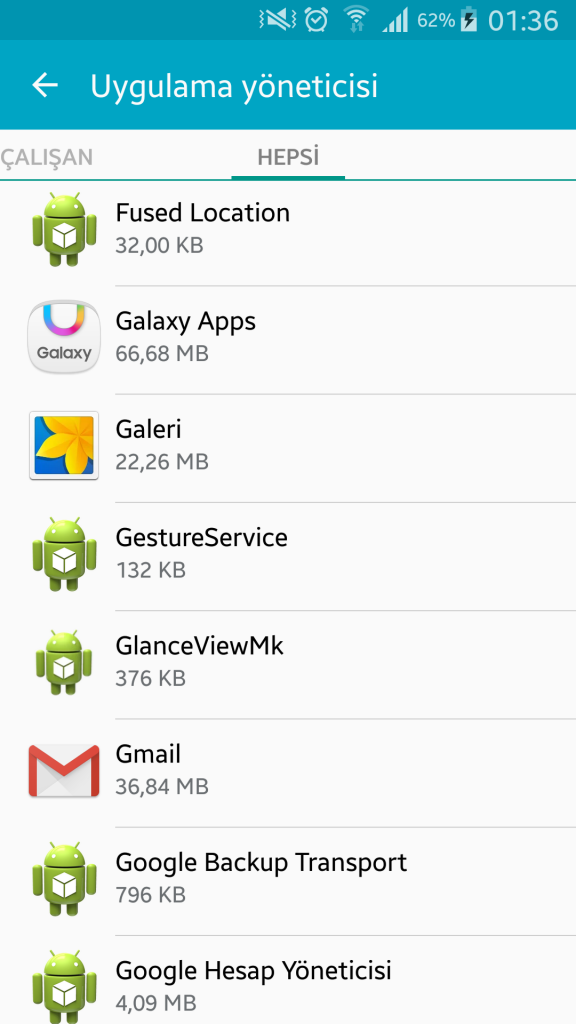 62% 01:36
Uygulama yöneticisi
ÇALIŞAN HEPSİ
Fused Location
32,00 KB
Galaxy
Galaxy Apps
66,68 MB
Galeri
22,26 MB
GestureService
132 KB
GlanceViewMk
376 KB
Gmail
36,84 MB
Google Backup Transport
796 KB
Google Hesap Yöneticisi
4,09 MB